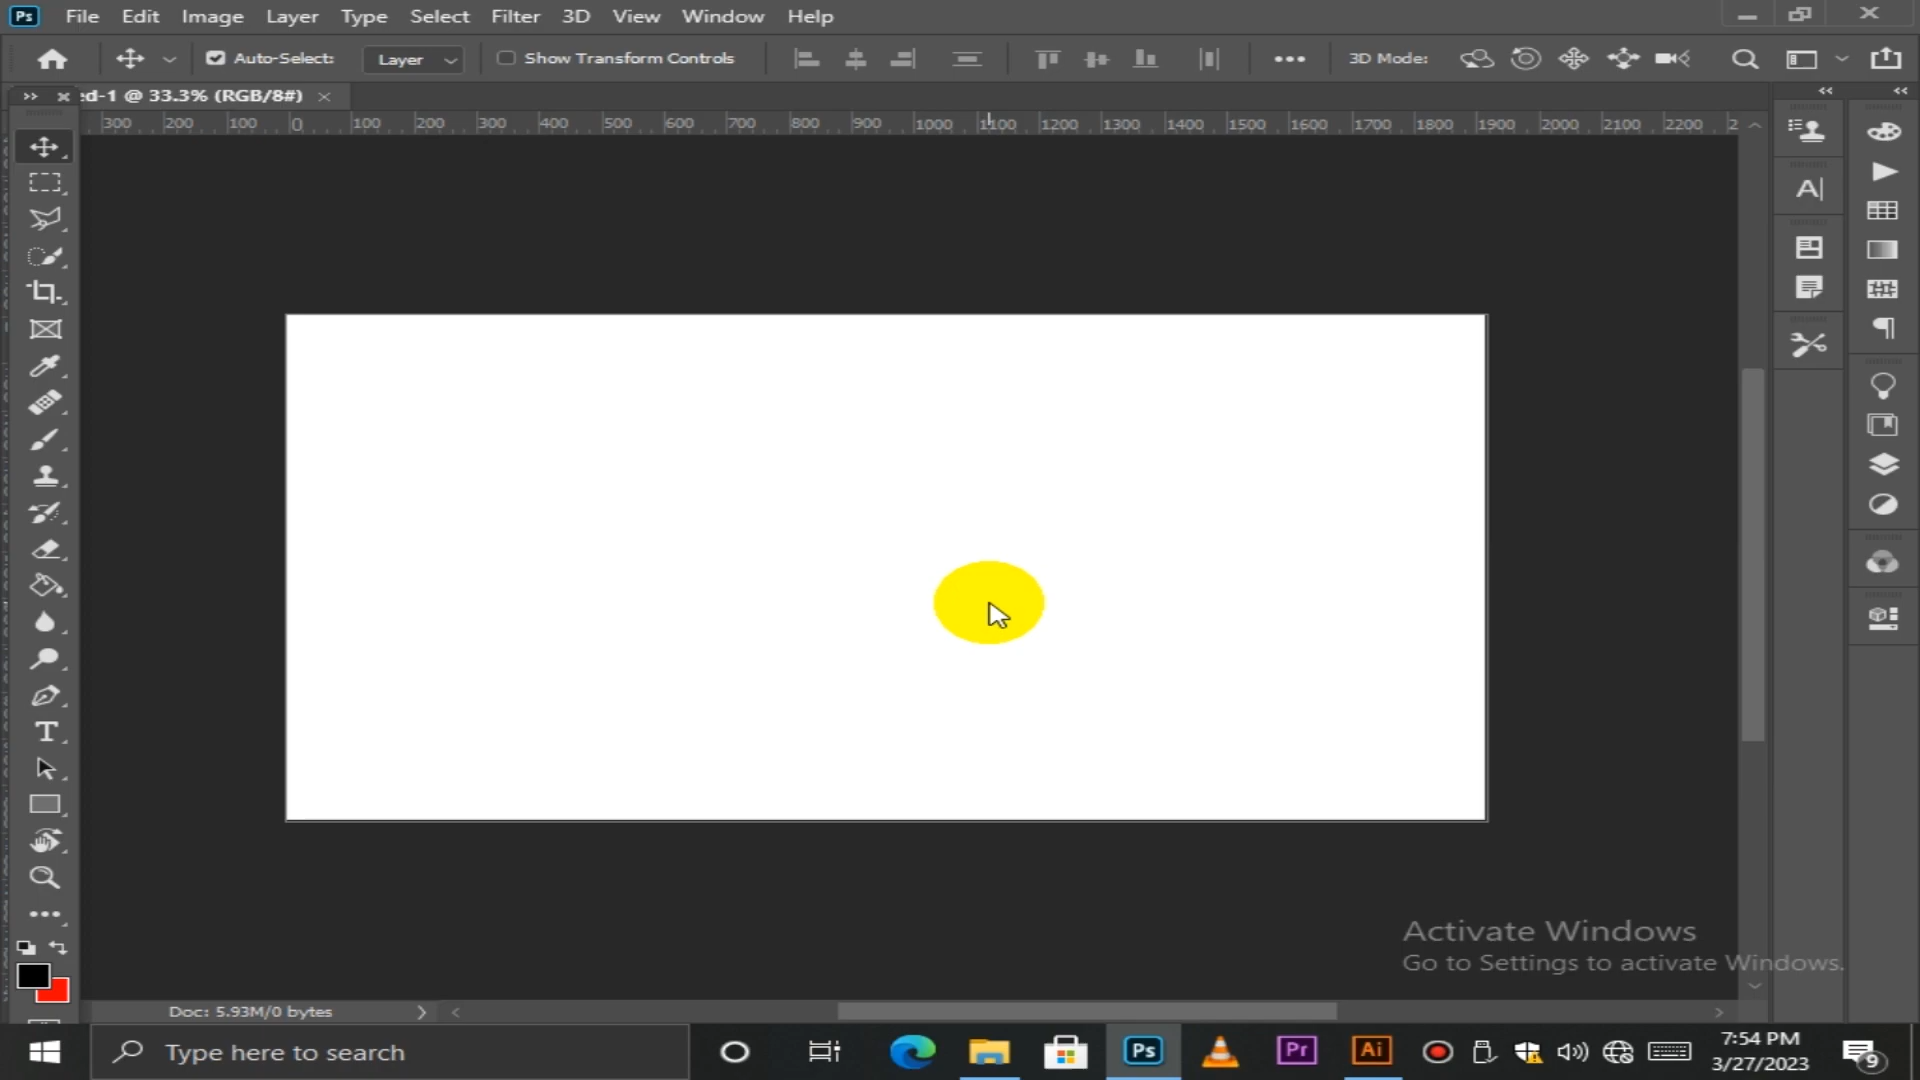 Ps File Edit Image Layer Type Select Filter 3D View Window Help
Auto-Select: Layer Show Transform Controls 3D Mode:
ed-1 @ 33.3% (RGB/8#)
300 200 100 0 100 200 300 400 500 600 700 800 900 1000 1100 1200 1300 1400 1500 1600 1700 1800 1900 2000 2100 2200 2
A
T
Activate Windows
Go to Settings to activate Windows.
Doc: 5.93M/0 bytes
Type here to search
Ps Pr Ai
7:54 PM
3/27/2023
9